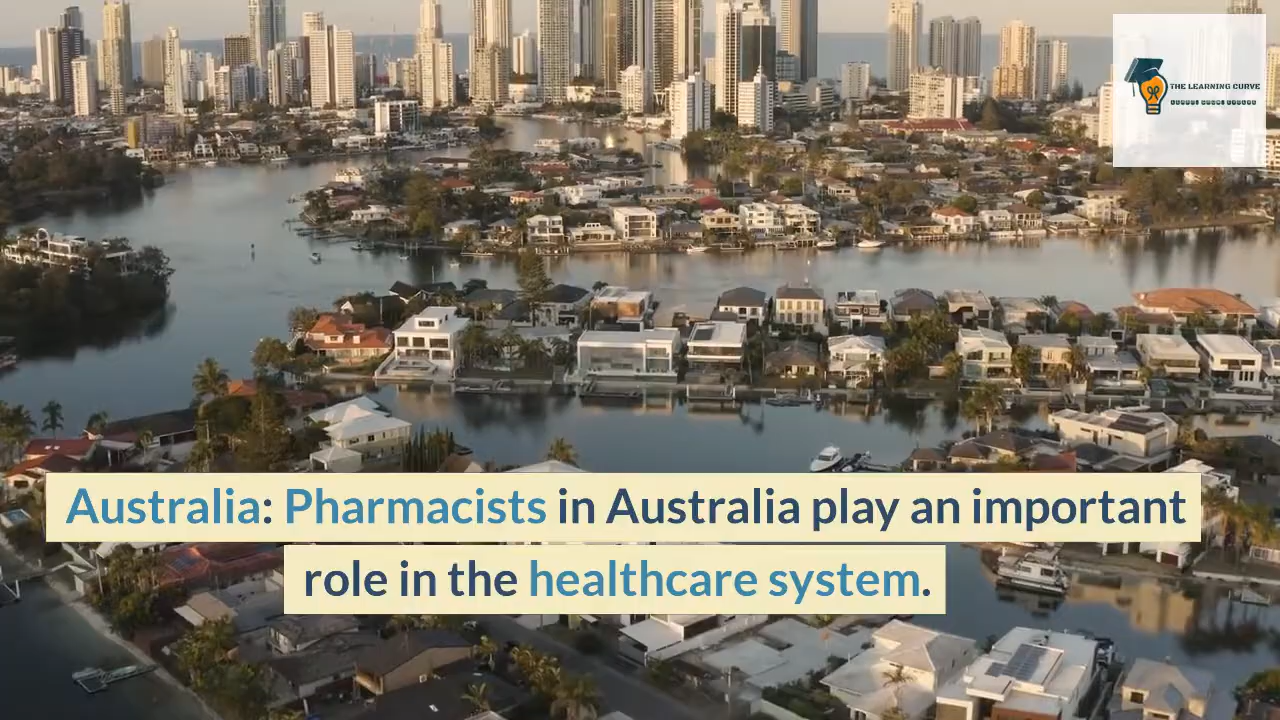 THE LEARNING CURVE
Australia: Pharmacists in Australia play an important
role in the healthcare system.